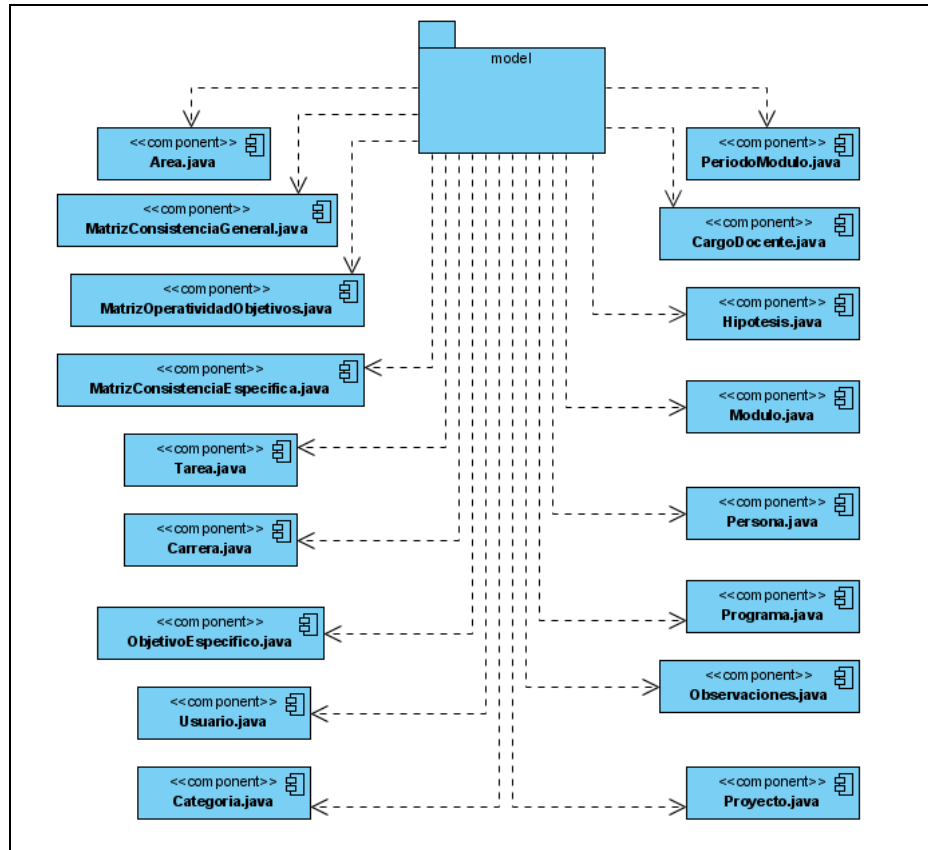 model
<<component>>
Area.java
<<component>>
PeriodoModulo.java
<<component>>
MatrizConsistenciaGeneral.java
<<component>>
CargoDocente.java
<<component>>
MatrizOperatividadObjetivos.java
<<component>>
Hipotesis.java
<<component>>
MatrizConsistenciaEspecifica.java
<<component>>
Modulo.java
<<component>>
Tarea.java
<<component>>
Persona.java
<<component>>
Carrera.java
<<component>>
Programa.java
<<component>>
ObjetivoEspecifico.java
<<component>>
Observaciones.java
<<component>>
Usuario.java
<<component>>
Categoria.java
<<component>>
Proyecto.java